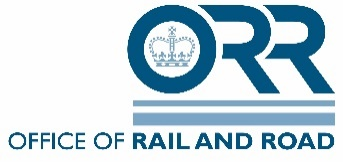 ORR
OFFICE OF RAIL AND ROAD